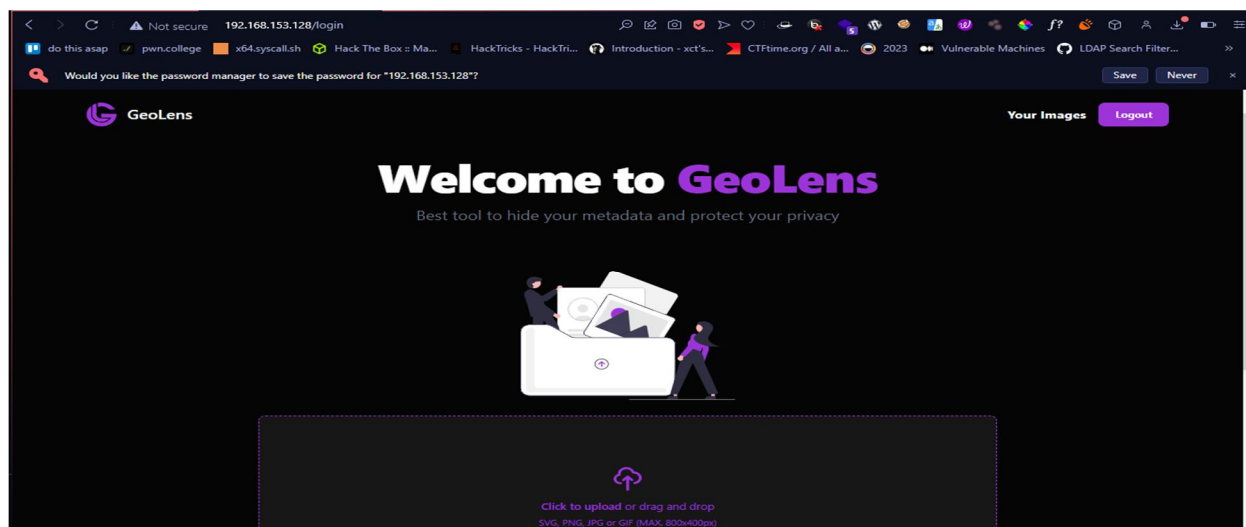 Not secure 192.168.153.128/login
do this asap pwn.college x64.syscall.sh Hack The Box :: Ma... HackTricks - HackTri... Introduction - xct's... CTFtime.org / All a... 2023 Vulnerable Machines LDAP Search Filter... »
Would you like the password manager to save the password for "192.168.153.128"? Save Never ×
GeoLens Your Images Logout
Welcome to GeoLens
Best tool to hide your metadata and protect your privacy
Click to upload or drag and drop
SVG, PNG, JPG or GIF (MAX. 800x400px)